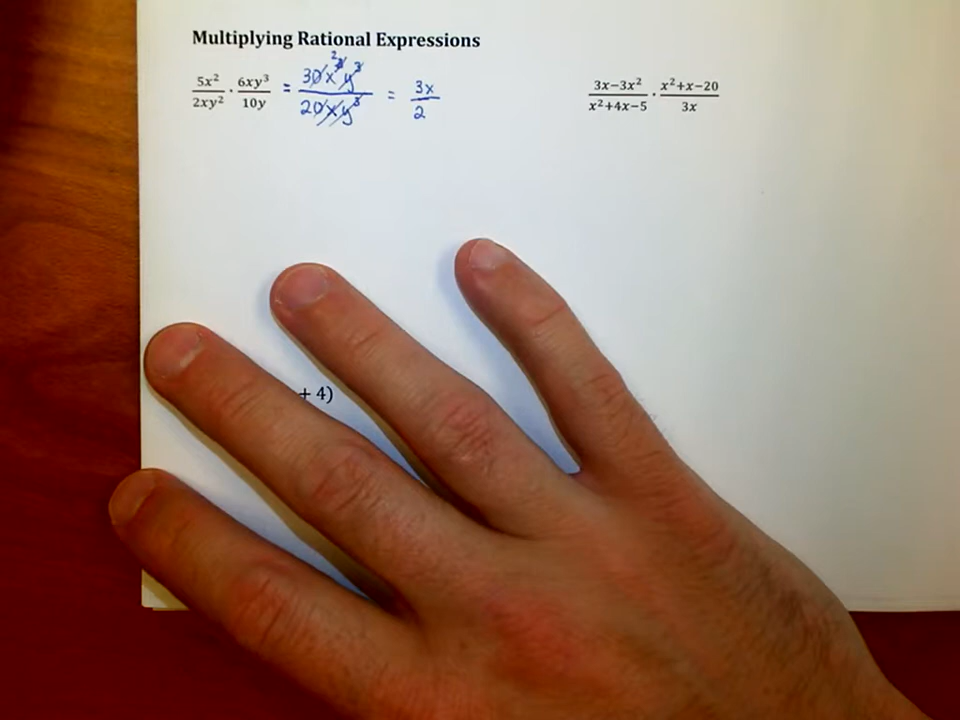 Multiplying Rational Expressions
5x²/2xy² · 6xy³/10y = 30x³y³/20xy³ = 3x/2
3x−3x²/x²+4x−5 · x²+x−20/3x
+ 4)